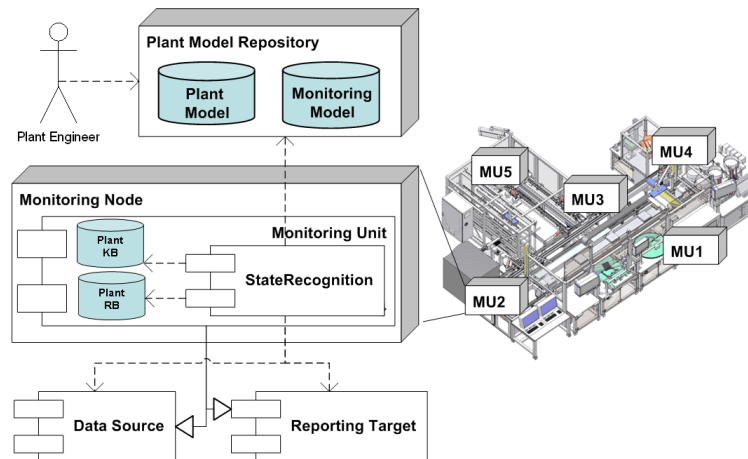 Plant Model Repository
Plant
Model
Monitoring
Model
Plant Engineer
Monitoring Node
Monitoring Unit
Plant
KB
StateRecognition
Plant
RB
Data Source
Reporting Target
MU4
MU5
MU3
MU1
MU2